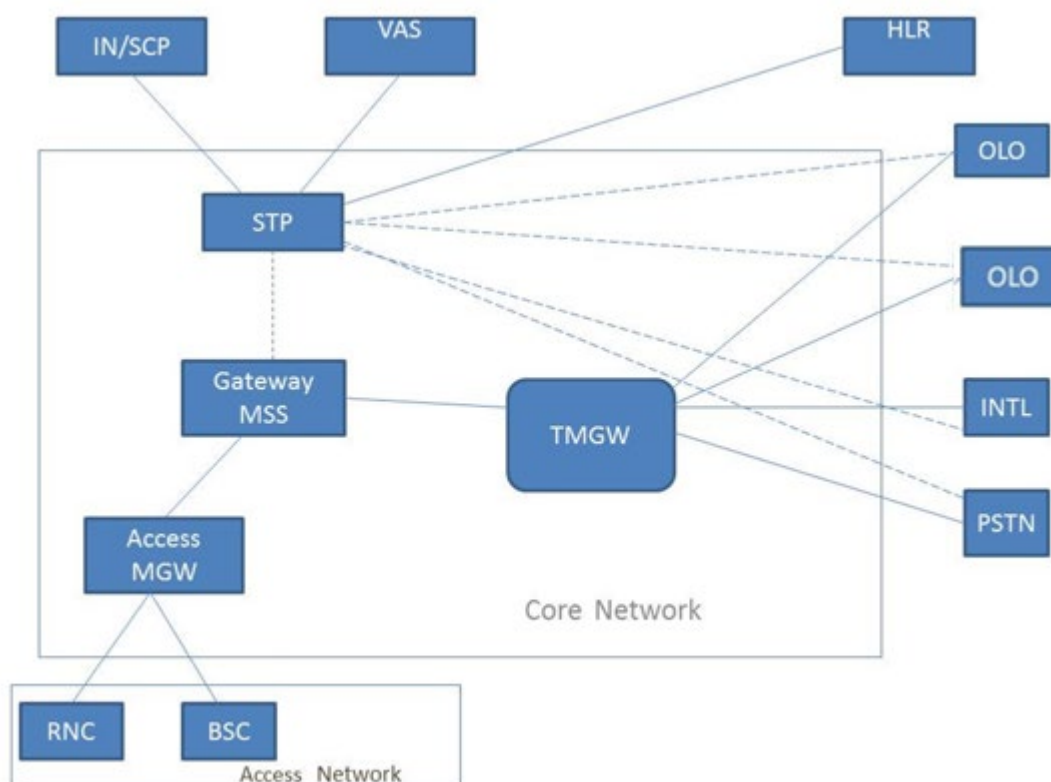 IN/SCP
VAS
HLR
OLO
STP
OLO
Gateway
MSS
TMGW
INTL
PSTN
Access
MGW
Core Network
RNC
BSC
Access Network